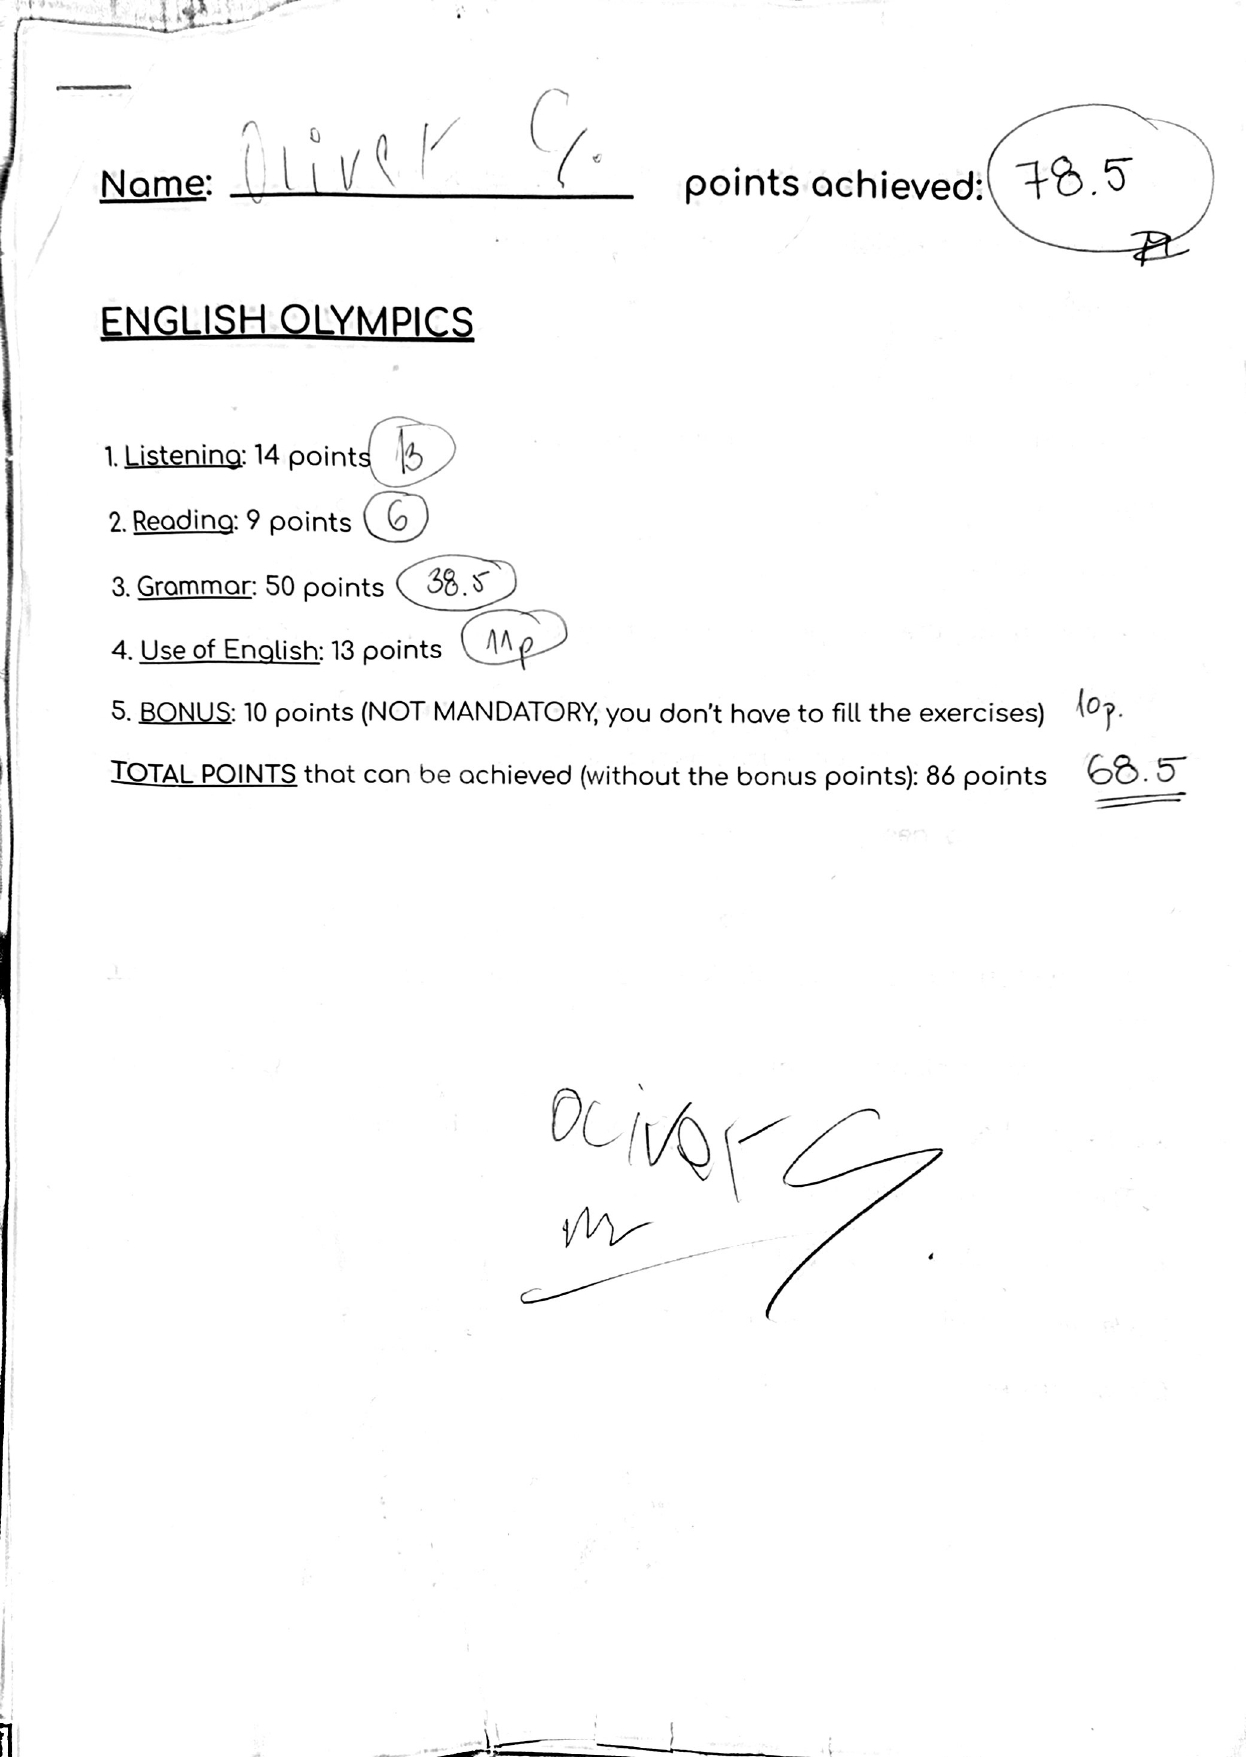 Name: Oliver G. points achieved: 78.5
ENGLISH OLYMPICS
1. Listening: 14 points 13
2. Reading: 9 points 6
3. Grammar: 50 points 38.5
4. Use of English: 13 points 11p
5. BONUS: 10 points (NOT MANDATORY, you don't have to fill the exercises) 10p.
TOTAL POINTS that can be achieved (without the bonus points): 86 points 68.5
Oliver G.